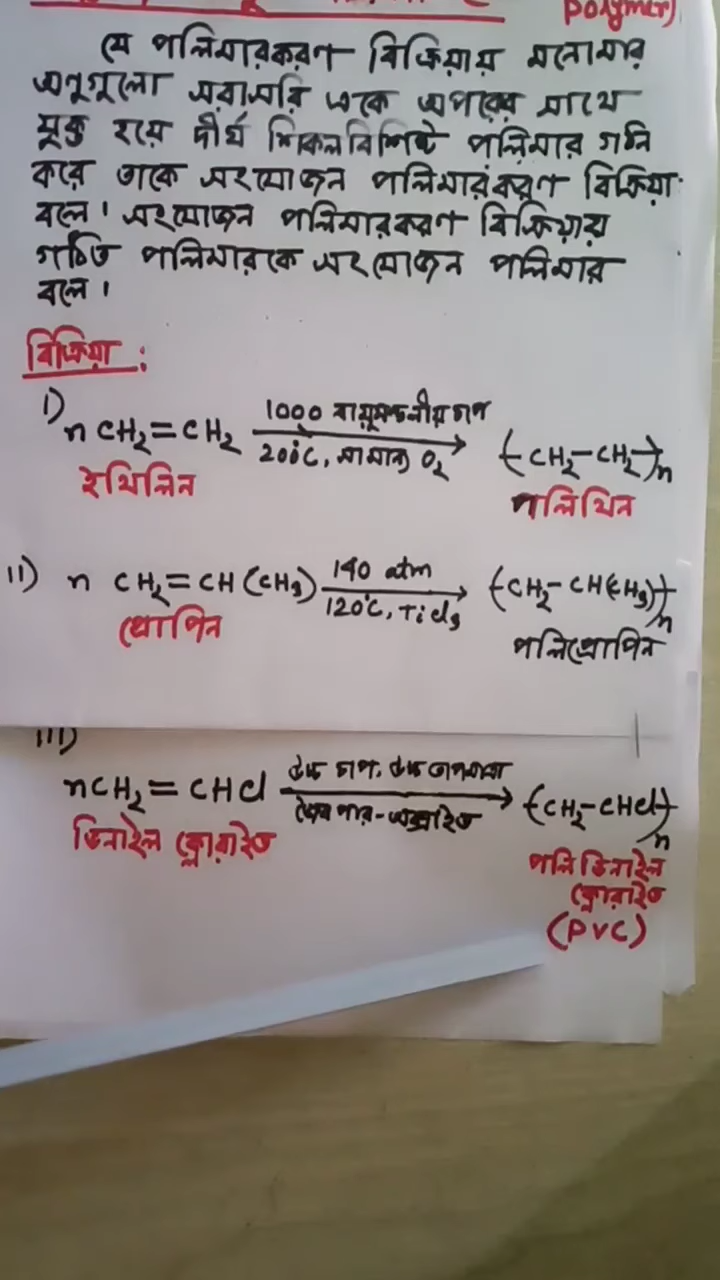 polymer)
যে পলিমারকরণ বিক্রিয়ায় মনোমার
অনুগুলো সরাসরি একে অপরের সাথে
যুক্ত হয়ে দীর্ঘ শিকলবিশিষ্ট পলিমার গঠন
করে তাকে সংযোজন পলিমারকরণ বিক্রিয়া
বলে। সংযোজন পলিমারকরণ বিক্রিয়ায়
গঠিত পলিমারকে সংযোজন পলিমার
বলে।
বিক্রিয়া :
i) n CH₂=CH₂ 1000 বায়ুমণ্ডলীয় চাপ → 200°C, সামান্য O₂ (-CH₂-CH₂-)n
ইথিলিন পলিথিন
ii) n CH₂=CH(CH₃) 140 atm → 120°C, TiCl₃ (-CH₂-CH(CH₃)-)n
প্রোপিন পলিপ্রোপিন
iii)
nCH₂=CHCl উচ্চ চাপ, উচ্চ তাপমাত্রা → জৈব পার-অক্সাইড (-CH₂-CHCl-)n
ভিনাইল ক্লোরাইড পলি ভিনাইল
ক্লোরাইড
(PVC)